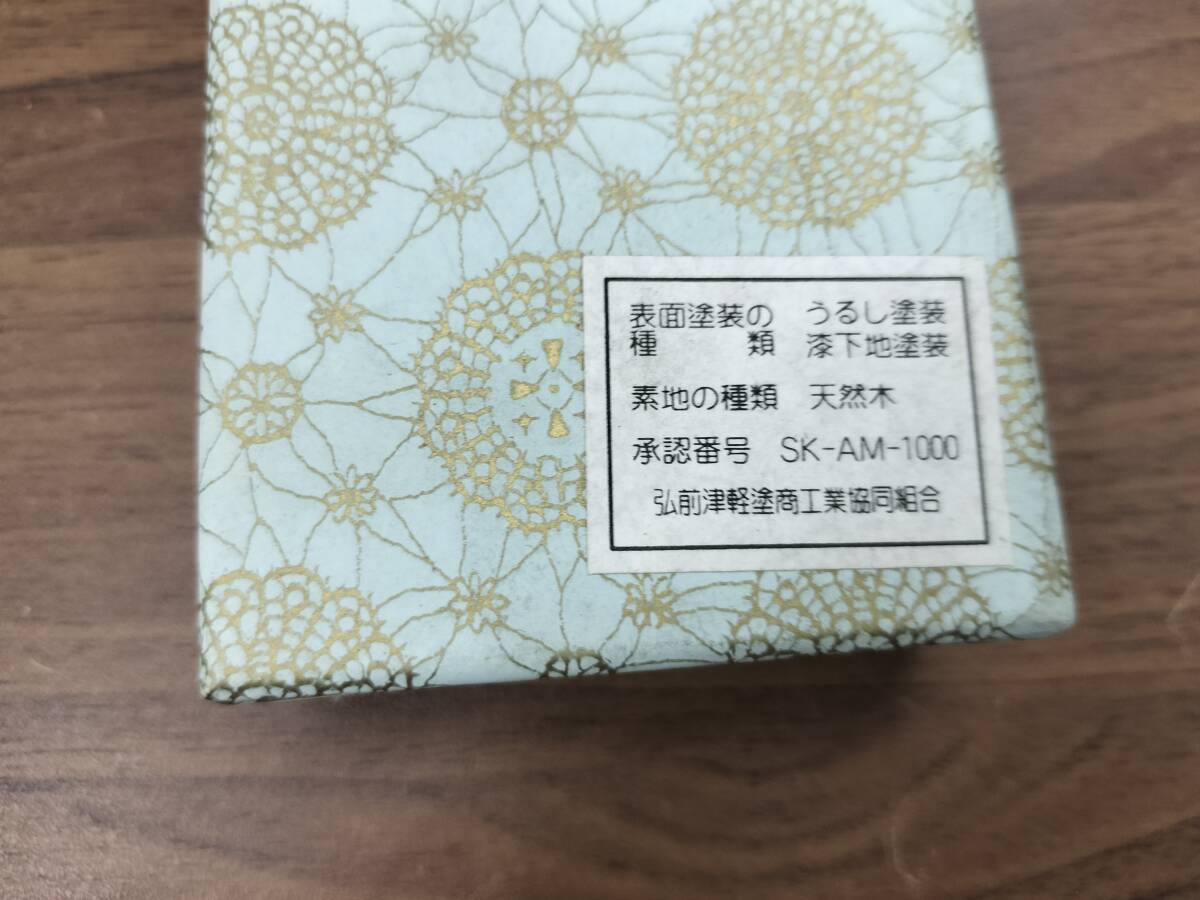 表面塗装の うるし塗装
種類 漆下地塗装
素地の種類 天然木
承認番号 SK-AM-1000
弘前津軽塗商工業協同組合